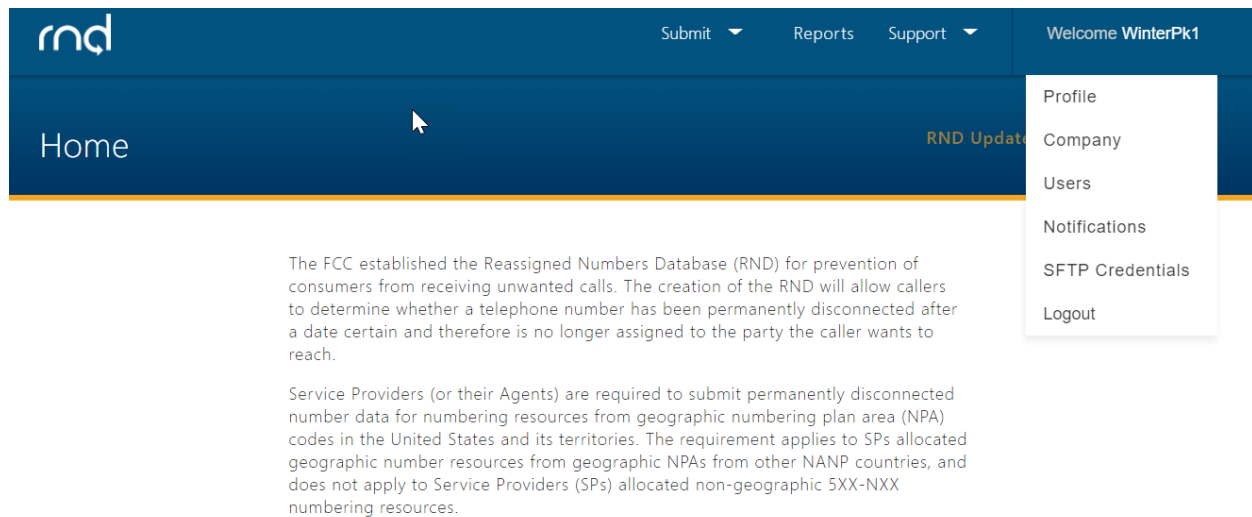 rnd
Submit
Reports
Support
Welcome WinterPk1
Home
RND Update
Profile
Company
Users
Notifications
SFTP Credentials
Logout
The FCC established the Reassigned Numbers Database (RND) for prevention of
consumers from receiving unwanted calls. The creation of the RND will allow callers
to determine whether a telephone number has been permanently disconnected after
a date certain and therefore is no longer assigned to the party the caller wants to
reach.
Service Providers (or their Agents) are required to submit permanently disconnected
number data for numbering resources from geographic numbering plan area (NPA)
codes in the United States and its territories. The requirement applies to SPs allocated
geographic number resources from geographic NPAs from other NANP countries, and
does not apply to Service Providers (SPs) allocated non-geographic 5XX-NXX
numbering resources.